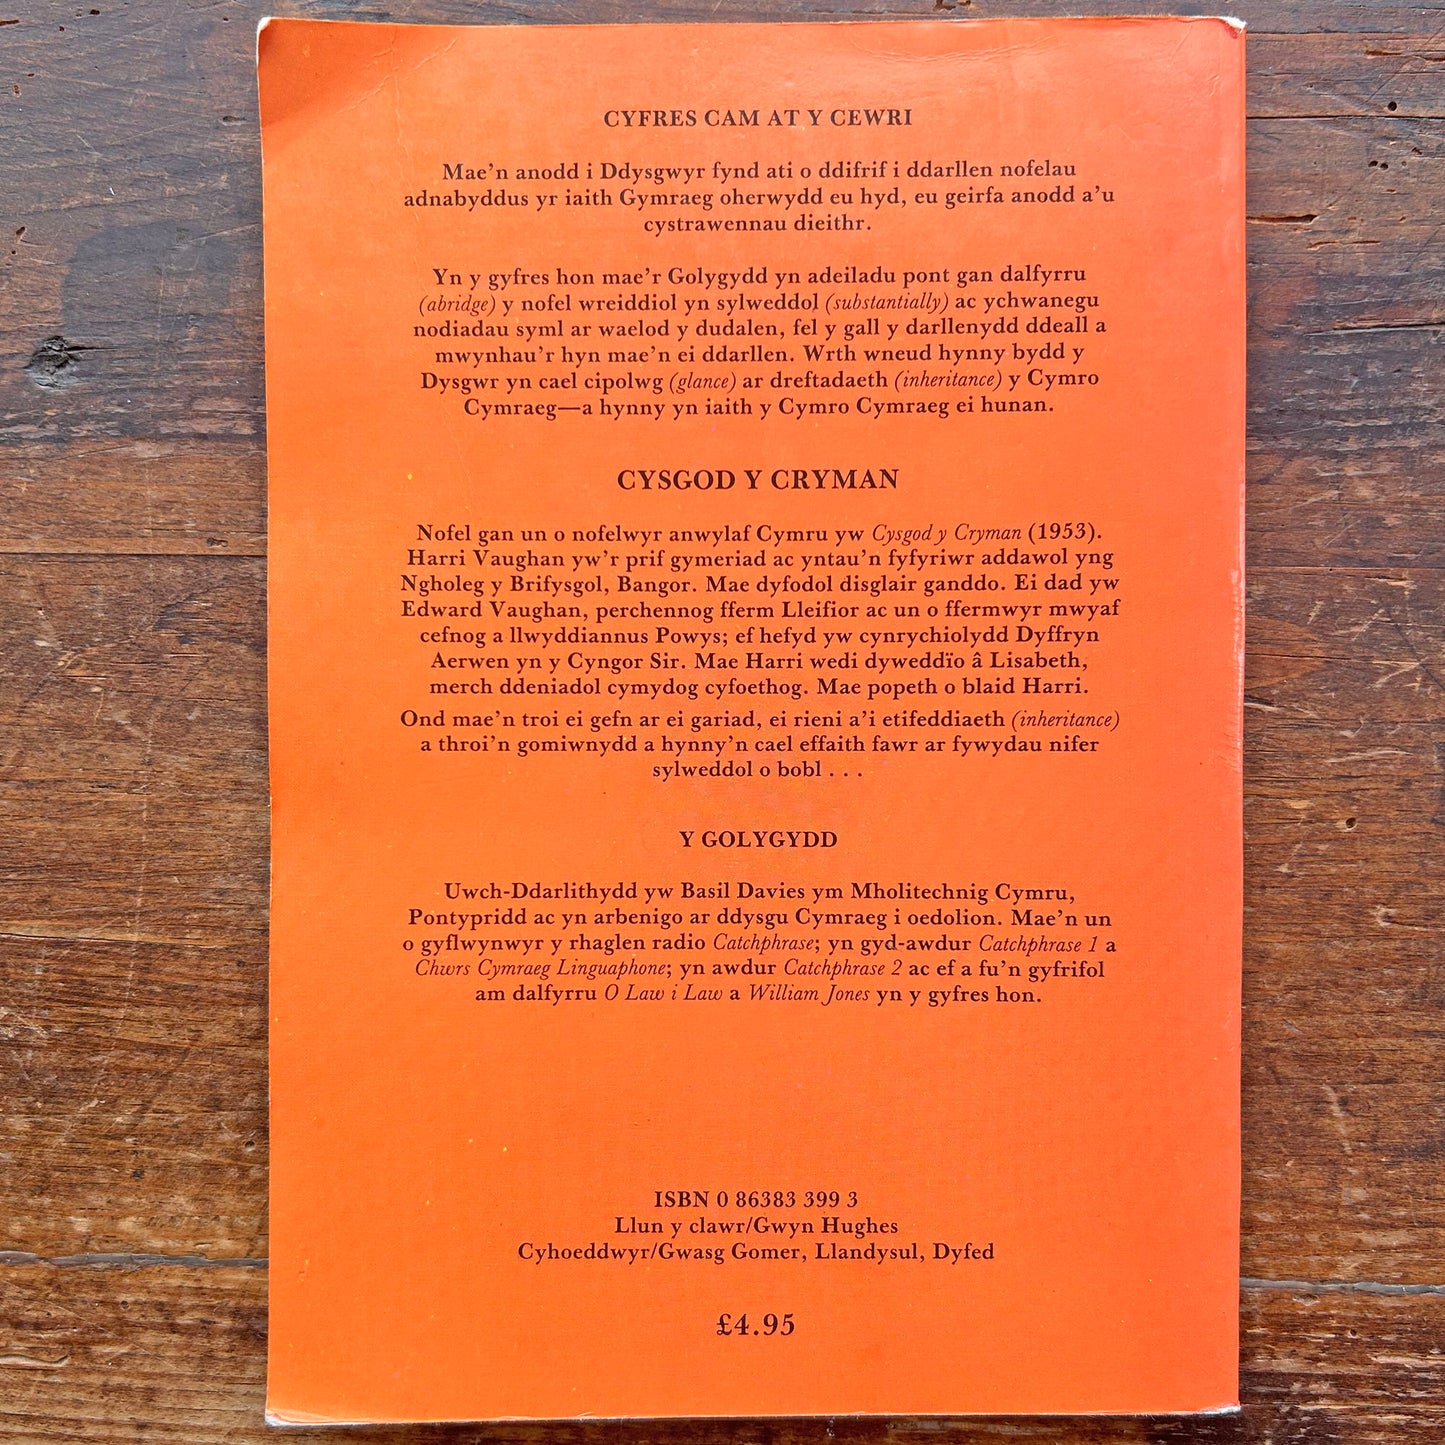 CYFRES CAM AT Y CEWRI
Mae'n anodd i Ddysgwyr fynd ati o ddifrif i ddarllen nofelau
adnabyddus yr iaith Gymraeg oherwydd eu hyd, eu geirfa anodd a'u
cystrawennau dieithr.
Yn y gyfres hon mae'r Golygydd yn adeiladu pont gan dalfyrru
(abridge) y nofel wreiddiol yn sylweddol (substantially) ac ychwanegu
nodiadau syml ar waelod y dudalen, fel y gall y darllenydd ddeall a
mwynhau'r hyn mae'n ei ddarllen. Wrth wneud hynny bydd y
Dysgwr yn cael cipolwg (glance) ar dreftadaeth (inheritance) y Cymro
Cymraeg—a hynny yn iaith y Cymro Cymraeg ei hunan.
CYSGOD Y CRYMAN
Nofel gan un o nofelwyr anwylaf Cymru yw Cysgod y Cryman (1953).
Harri Vaughan yw'r prif gymeriad ac yntau'n fyfyriwr addawol yng
Ngholeg y Brifysgol, Bangor. Mae dyfodol disglair ganddo. Ei dad yw
Edward Vaughan, perchennog fferm Lleifior ac un o ffermwyr mwyaf
cefnog a llwyddiannus Powys; ef hefyd yw cynrychiolydd Dyffryn
Aerwen yn y Cyngor Sir. Mae Harri wedi dyweddïo â Lisabeth,
merch ddeniadol cymydog cyfoethog. Mae popeth o blaid Harri.
Ond mae'n troi ei gefn ar ei gariad, ei rieni a'i etifeddiaeth (inheritance)
a throi'n gomiwnydd a hynny'n cael effaith fawr ar fywydau nifer
sylweddol o bobl . . .
Y GOLYGYDD
Uwch-Ddarlithydd yw Basil Davies ym Mholitechnig Cymru,
Pontypridd ac yn arbenigo ar ddysgu Cymraeg i oedolion. Mae'n un
o gyflwynwyr y rhaglen radio Catchphrase; yn gyd-awdur Catchphrase 1 a
Chwrs Cymraeg Linguaphone; yn awdur Catchphrase 2 ac ef a fu'n gyfrifol
am dalfyrru O Law i Law a William Jones yn y gyfres hon.
ISBN 0 86383 399 3
Llun y clawr/Gwyn Hughes
Cyhoeddwyr/Gwasg Gomer, Llandysul, Dyfed
£4.95